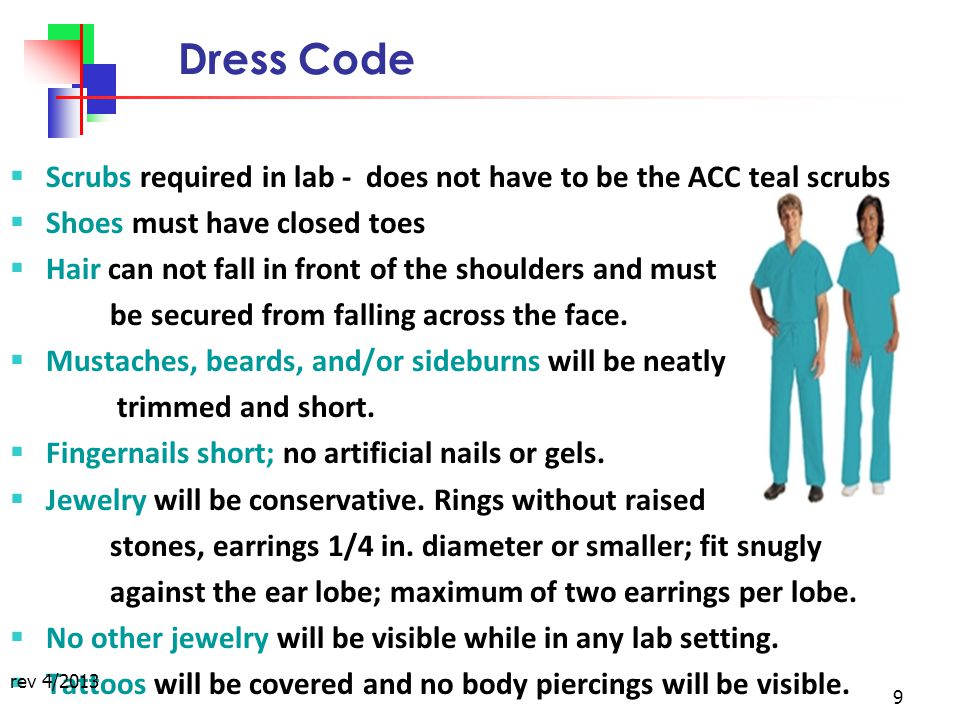 Dress Code
▪ Scrubs required in lab - does not have to be the ACC teal scrubs
▪ Shoes must have closed toes
▪ Hair can not fall in front of the shoulders and must
be secured from falling across the face.
▪ Mustaches, beards, and/or sideburns will be neatly
trimmed and short.
▪ Fingernails short; no artificial nails or gels.
▪ Jewelry will be conservative. Rings without raised
stones, earrings 1/4 in. diameter or smaller; fit snugly
against the ear lobe; maximum of two earrings per lobe.
▪ No other jewelry will be visible while in any lab setting.
▪ Tattoos will be covered and no body piercings will be visible.
rev 4/2013
9